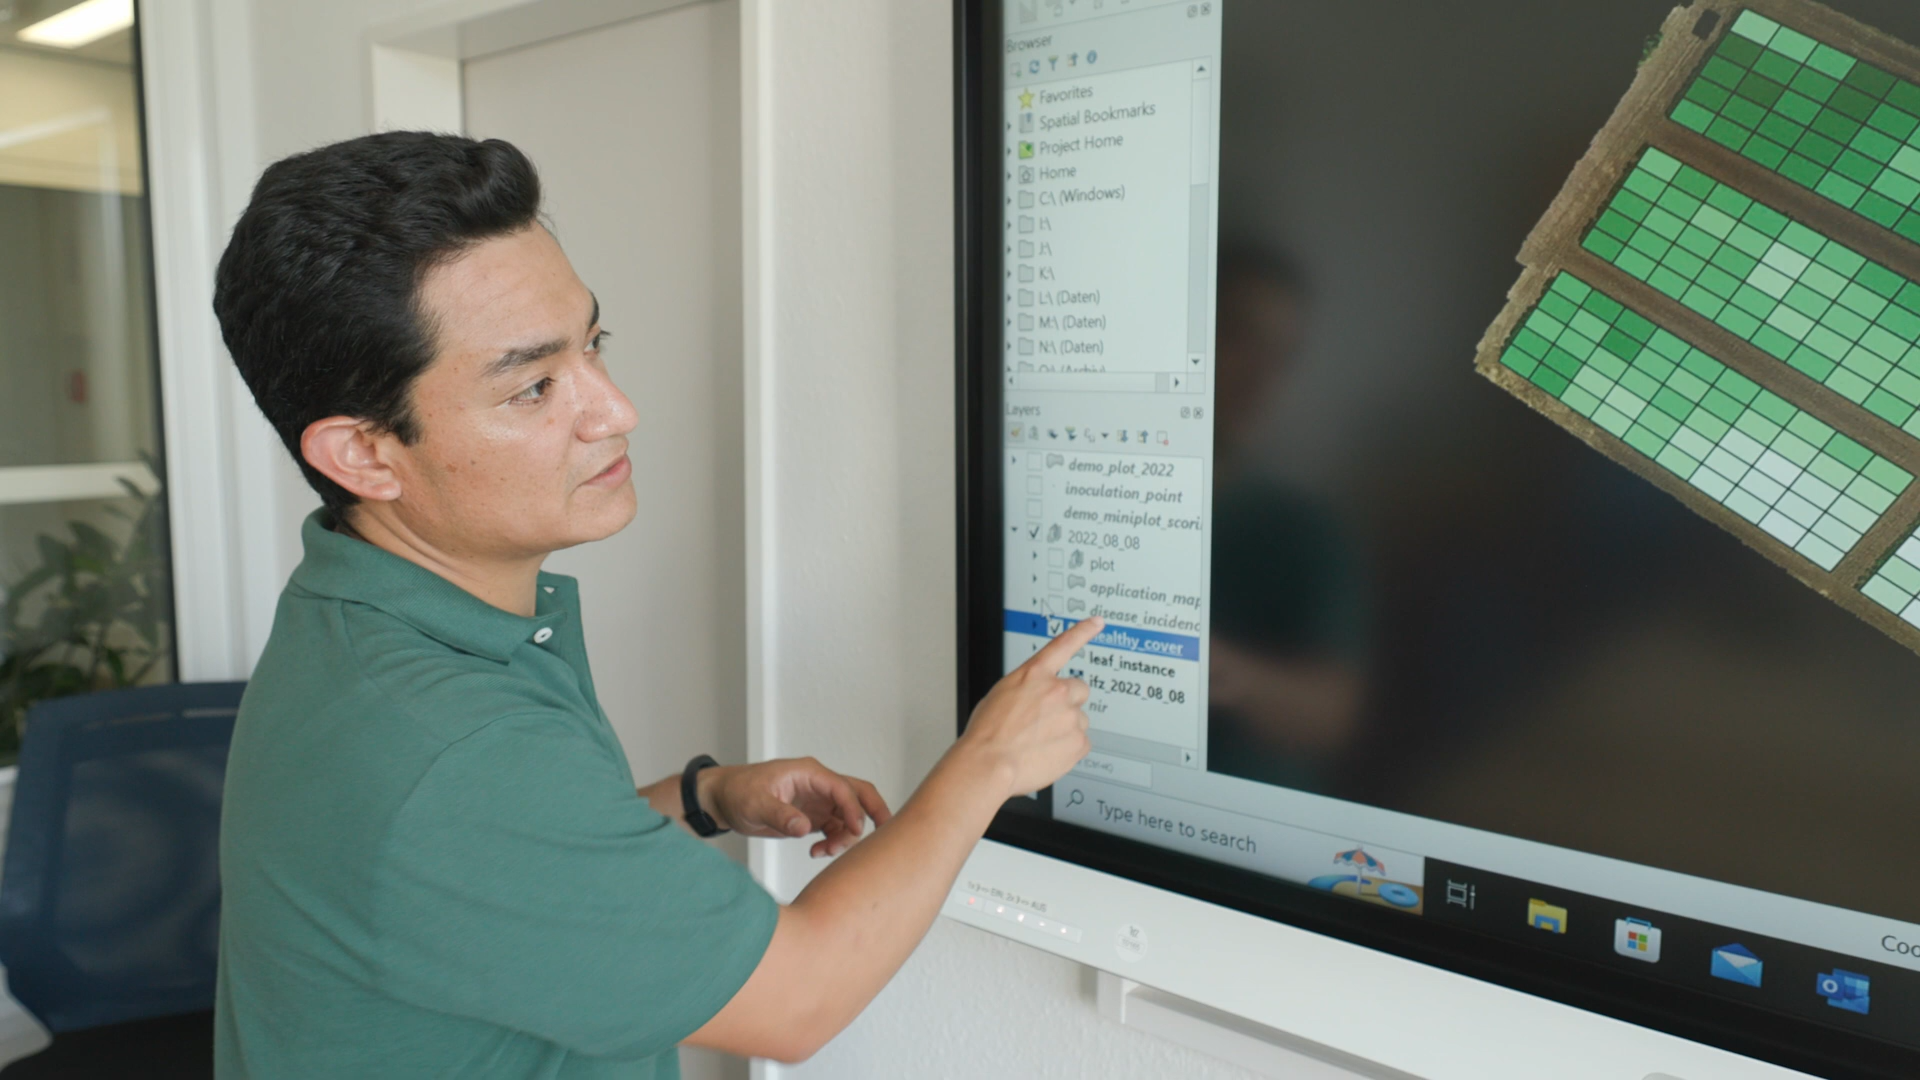 Browser
Favorites
Spatial Bookmarks
Project Home
Home
C:\ (Windows)
I:\
J:\
K:\
L:\ (Daten)
M:\ (Daten)
N:\ (Daten)
Layers
demo_plot_2022
inoculation_point
demo_miniplot_scori
2022_08_08
plot
application_map
disease_incidenc
healthy_cover
leaf_instance
ifz_2022_08_08
nir
Type here to search
Coo